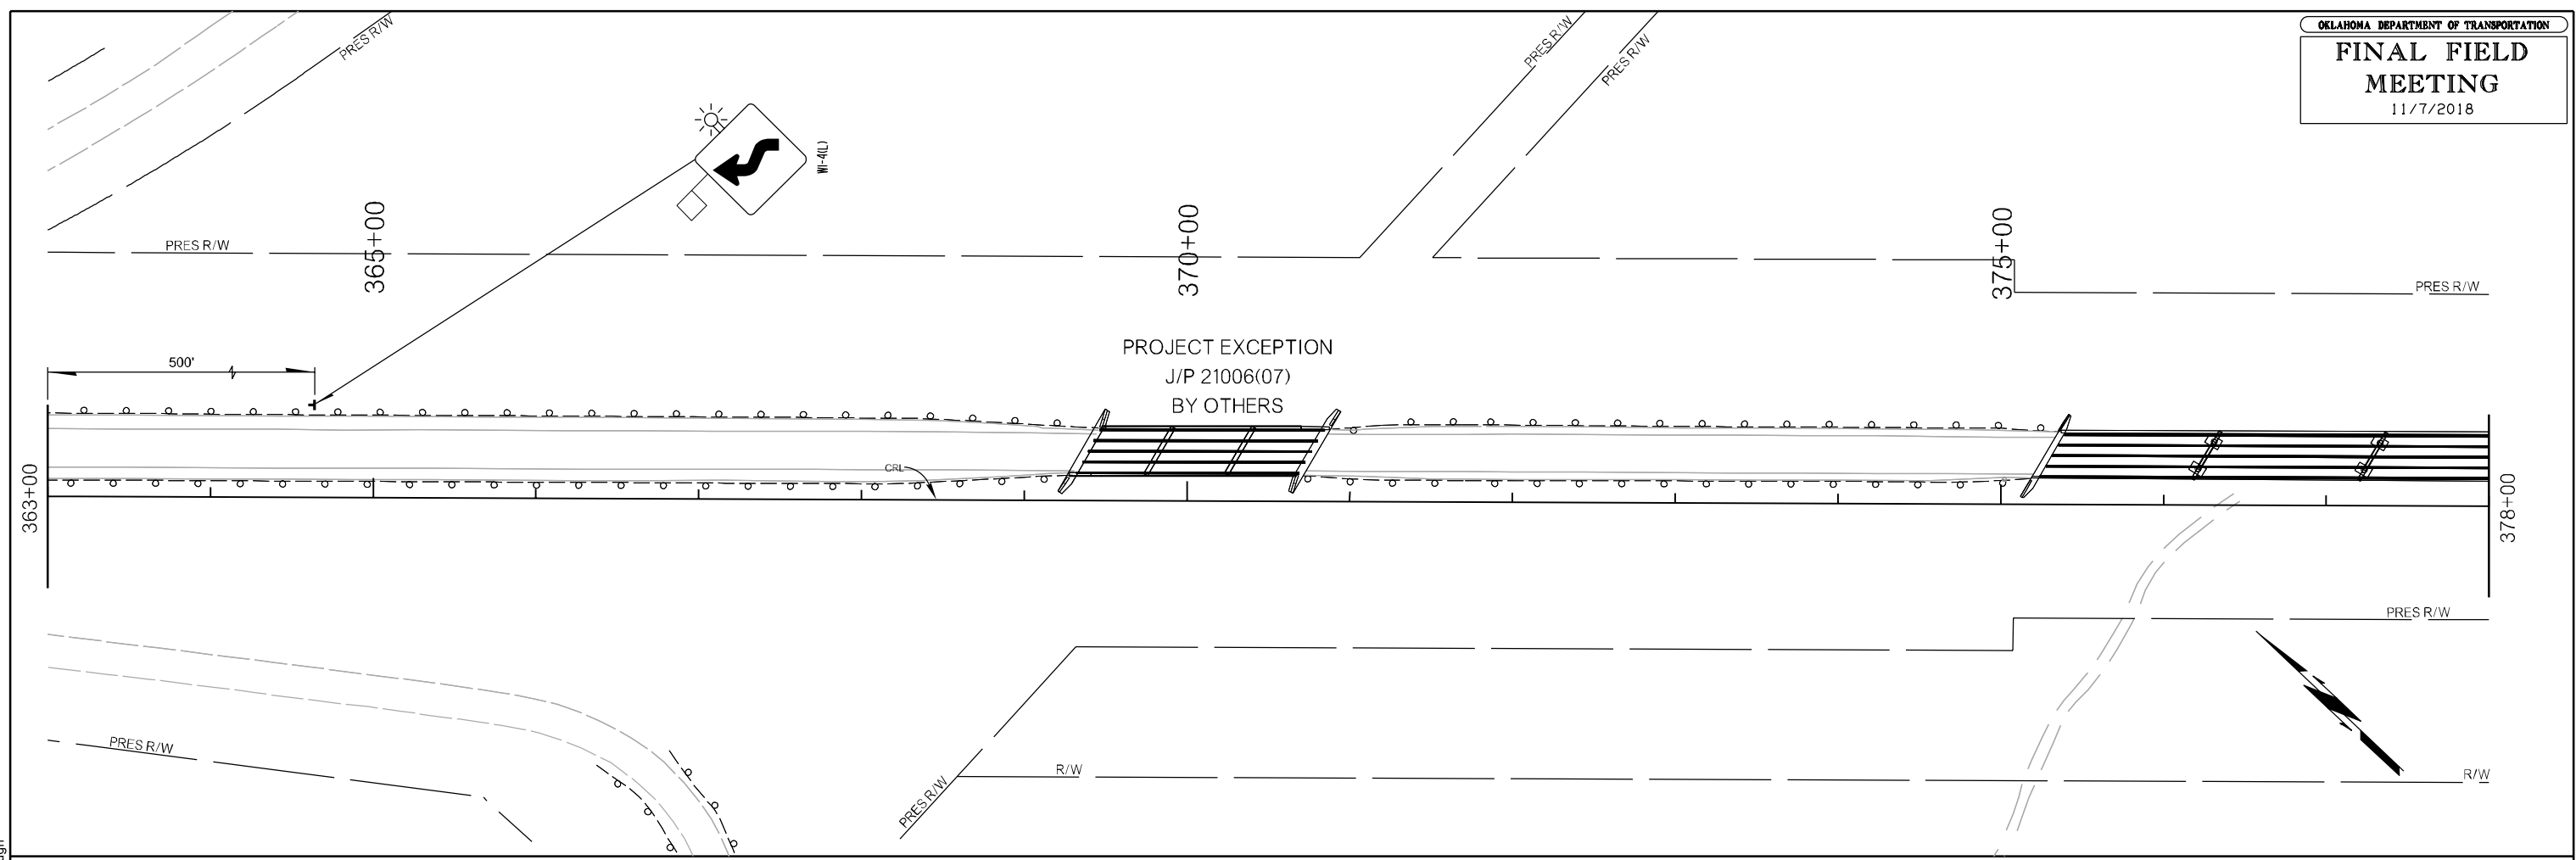 OKLAHOMA DEPARTMENT OF TRANSPORTATION
FINAL FIELD
MEETING
11/7/2018
PRES R/W
PRES R/W
PRES R/W
W1-4(L)
PRES R/W
365+00
370+00
375+00
PRES R/W
500'
PROJECT EXCEPTION
J/P 21006(07)
BY OTHERS
CRL
363+00
378+00
PRES R/W
PRES R/W
PRES R/W
R/W
R/W